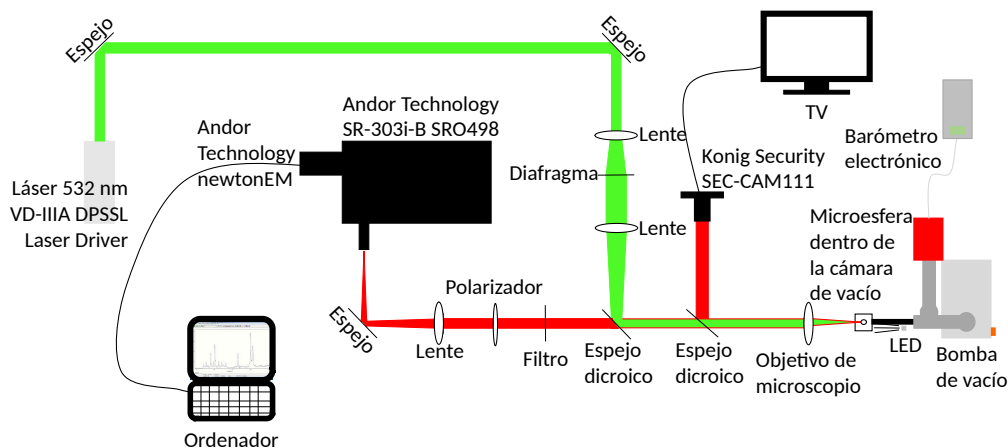 Espejo
Espejo
Andor Technology
SR-303i-B SRO498
Andor
Technology
newtonEM
Láser 532 nm
VD-IIIA DPSSL
Laser Driver
Lente
Diafragma
Lente
TV
Konig Security
SEC-CAM111
Barómetro
electrónico
Microesfera
dentro de
la cámara
de vacío
Polarizador
Espejo
Lente
Filtro
Espejo
dicroico
Espejo
dicroico
Objetivo de
microscopio
LED
Bomba
de vacío
Ordenador